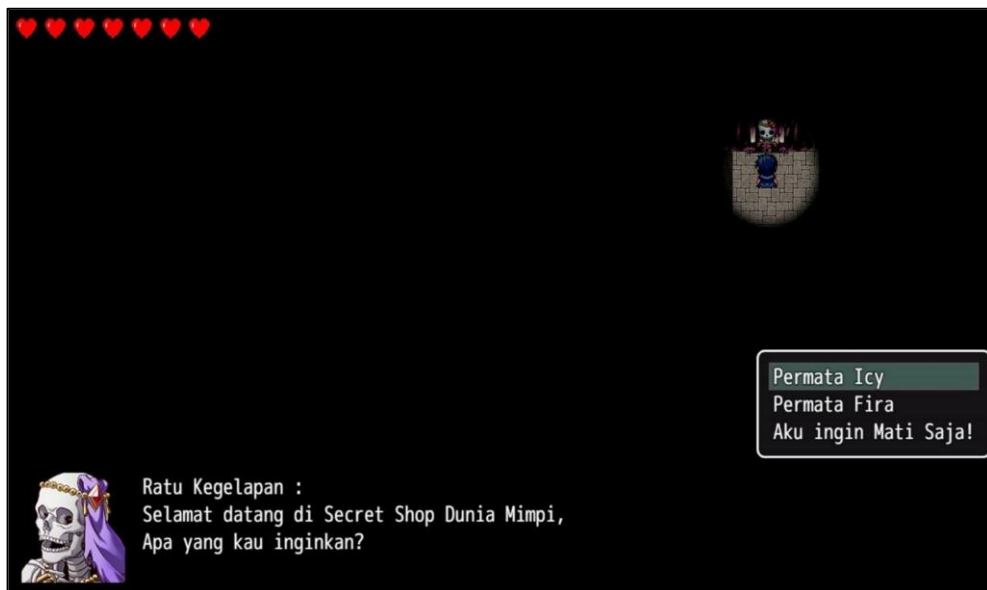 Permata Icy
Permata Fira
Aku ingin Mati Saja!
Ratu Kegelapan :
Selamat datang di Secret Shop Dunia Mimpi,
Apa yang kau inginkan?